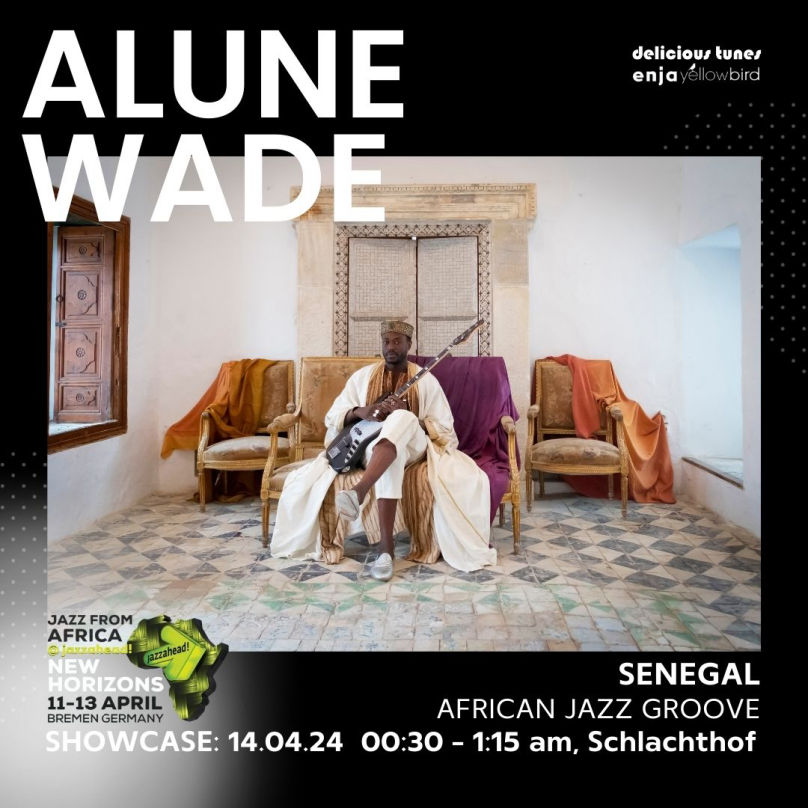 ALUNE
WADE
delicious tunes
enja yellowbird
JAZZ FROM
AFRICA
@ jazzahead!
jazzahead!
NEW
HORIZONS
11-13 APRIL
BREMEN GERMANY
SENEGAL
AFRICAN JAZZ GROOVE
SHOWCASE: 14.04.24 00:30 - 1:15 am, Schlachthof